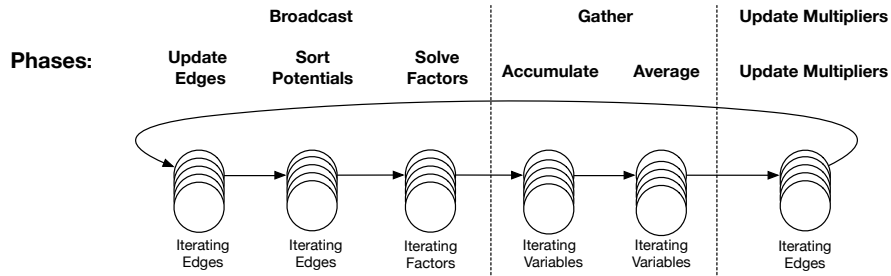 Broadcast Gather Update Multipliers
Phases:
Update Edges
Sort Potentials
Solve Factors
Accumulate
Average
Update Multipliers
Iterating Edges
Iterating Edges
Iterating Factors
Iterating Variables
Iterating Variables
Iterating Edges